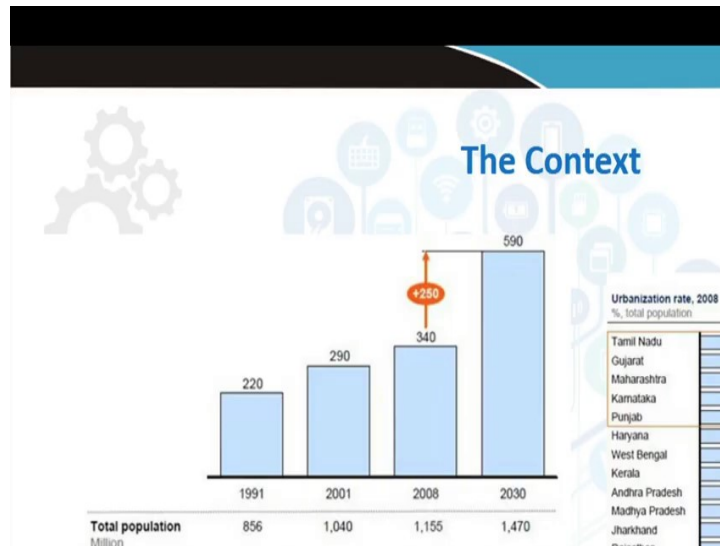 The Context
590
+250
340
290
220
1991 2001 2008 2030
Total population 856 1,040 1,155 1,470
Million
Urbanization rate, 2008
%, total population
Tamil Nadu
Gujarat
Maharashtra
Karnataka
Punjab
Haryana
West Bengal
Kerala
Andhra Pradesh
Madhya Pradesh
Jharkhand